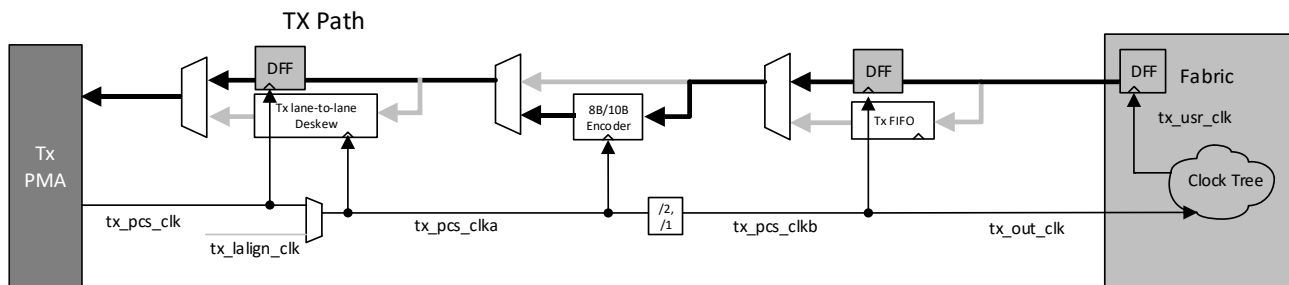 TX Path
DFF
DFF
DFF
Fabric
Tx lane-to-lane
Deskew
8B/10B
Encoder
Tx FIFO
tx_usr_clk
Tx
PMA
Clock Tree
/2,
/1
tx_pcs_clk
tx_pcs_clka
tx_pcs_clkb
tx_out_clk
tx_lalign_clk